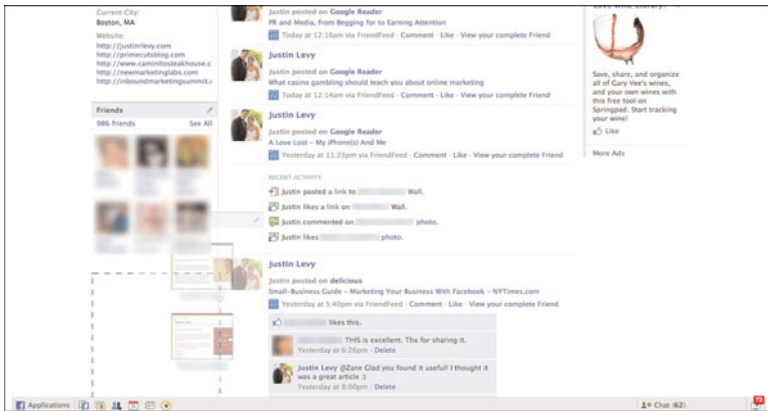 Current City:
Boston, MA
Website:
http://justinrlevy.com
http://primecutsblog.com
http://www.caminitosteakhouse.c
http://newmarketinglabs.com
http://inboundmarketingsummit.c
Friends
986 friends
See All
Justin posted on Google Reader
PR and Media, from Begging for to Earning Attention
Today at 12:16am via FriendFeed · Comment · Like · View your complete Friend
Justin Levy
Justin posted on Google Reader
What casino gambling should teach you about online marketing
Today at 12:14am via FriendFeed · Comment · Like · View your complete Friend
Justin Levy
Justin posted on Google Reader
A Love Lost – My iPhone(s) And Me
Yesterday at 11:23pm via FriendFeed · Comment · Like · View your complete Friend
RECENT ACTIVITY
Justin posted a link to Wall.
Justin likes a link on Wall.
Justin commented on photo.
Justin likes photo.
Justin Levy
Justin posted on delicious
Small-Business Guide – Marketing Your Business With Facebook – NYTimes.com
Yesterday at 5:40pm via FriendFeed · Comment · Like · View your complete Friend
likes this.
THIS is excellent. Thx for sharing it.
Yesterday at 6:26pm · Delete
Justin Levy @Zane Glad you found it useful! I thought it
was a great article :)
Yesterday at 8:00pm · Delete
Save, share, and organize
all of Gary Vee's wines,
and your own wines with
this free tool on
Springpad. Start tracking
your wine!
Like
More Ads
Applications
Chat (62)
73